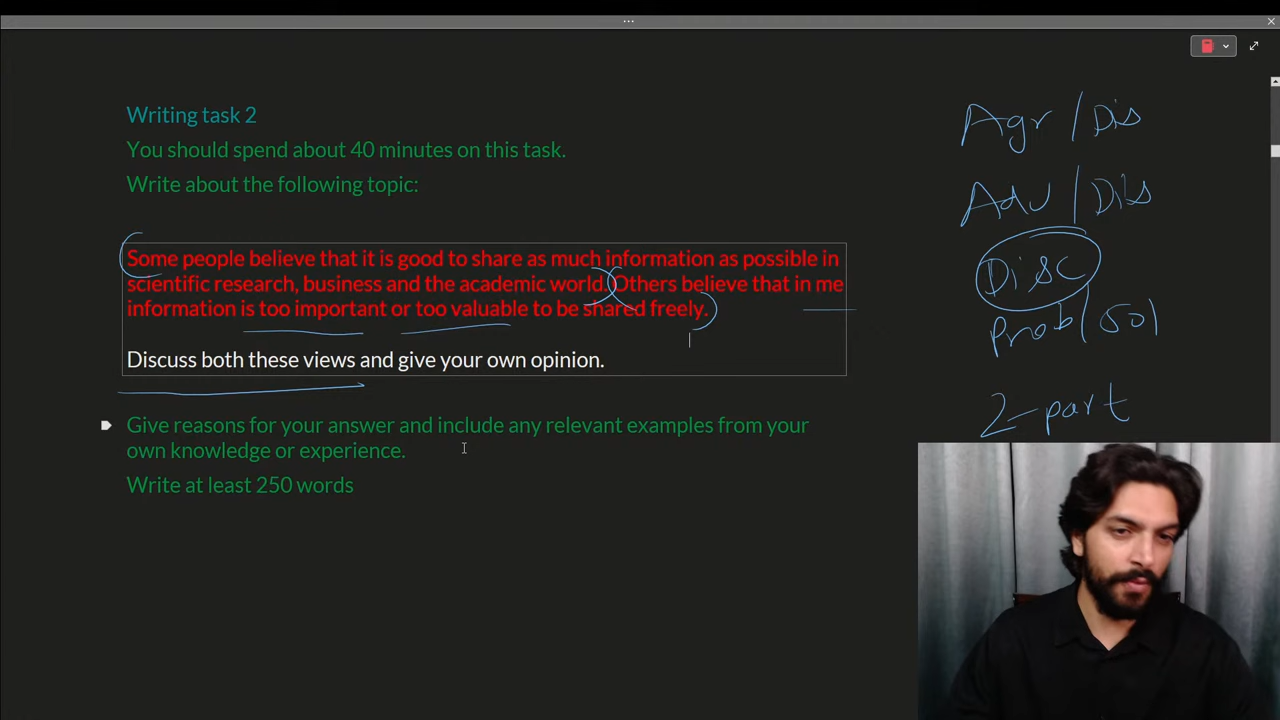 Writing task 2
You should spend about 40 minutes on this task.
Write about the following topic:
Some people believe that it is good to share as much information as possible in
scientific research, business and the academic world. Others believe that in me
information is too important or too valuable to be shared freely.
Discuss both these views and give your own opinion.
Give reasons for your answer and include any relevant examples from your
own knowledge or experience.
Write at least 250 words
Agr / Dis
Adv / Dis
Disc
Prob / Sol
2-part